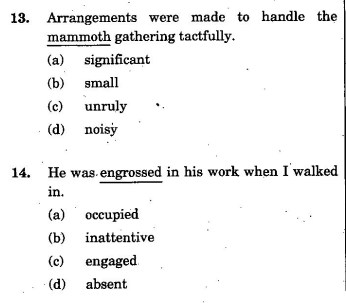 13. Arrangements were made to handle the
mammoth gathering tactfully.
(a) significant
(b) small
(c) unruly
(d) noisy
14. He was engrossed in his work when I walked
in.
(a) occupied
(b) inattentive
(c) engaged
(d) absent